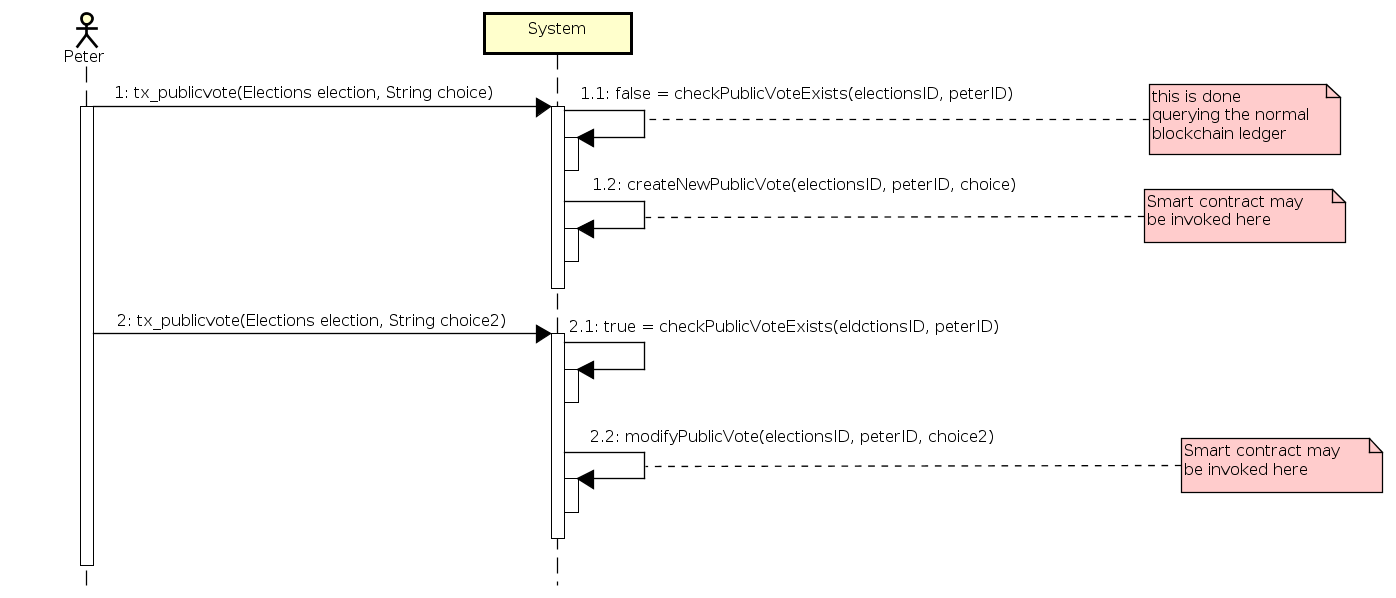 System
Peter
1: tx_publicvote(Elections election, String choice)
1.1: false = checkPublicVoteExists(electionsID, peterID)
this is done
querying the normal
blockchain ledger
1.2: createNewPublicVote(electionsID, peterID, choice)
Smart contract may
be invoked here
2: tx_publicvote(Elections election, String choice2)
2.1: true = checkPublicVoteExists(eldctionsID, peterID)
2.2: modifyPublicVote(electionsID, peterID, choice2)
Smart contract may
be invoked here